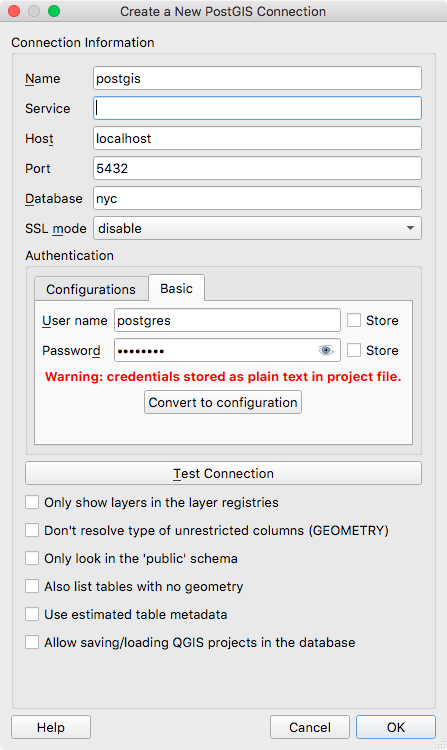 Create a New PostGIS Connection
Connection Information
Name postgis
Service
Host localhost
Port 5432
Database nyc
SSL mode disable
Authentication
Configurations Basic
User name postgres Store
Password •••••••• Store
Warning: credentials stored as plain text in project file.
Convert to configuration
Test Connection
Only show layers in the layer registries
Don't resolve type of unrestricted columns (GEOMETRY)
Only look in the 'public' schema
Also list tables with no geometry
Use estimated table metadata
Allow saving/loading QGIS projects in the database
Help Cancel OK